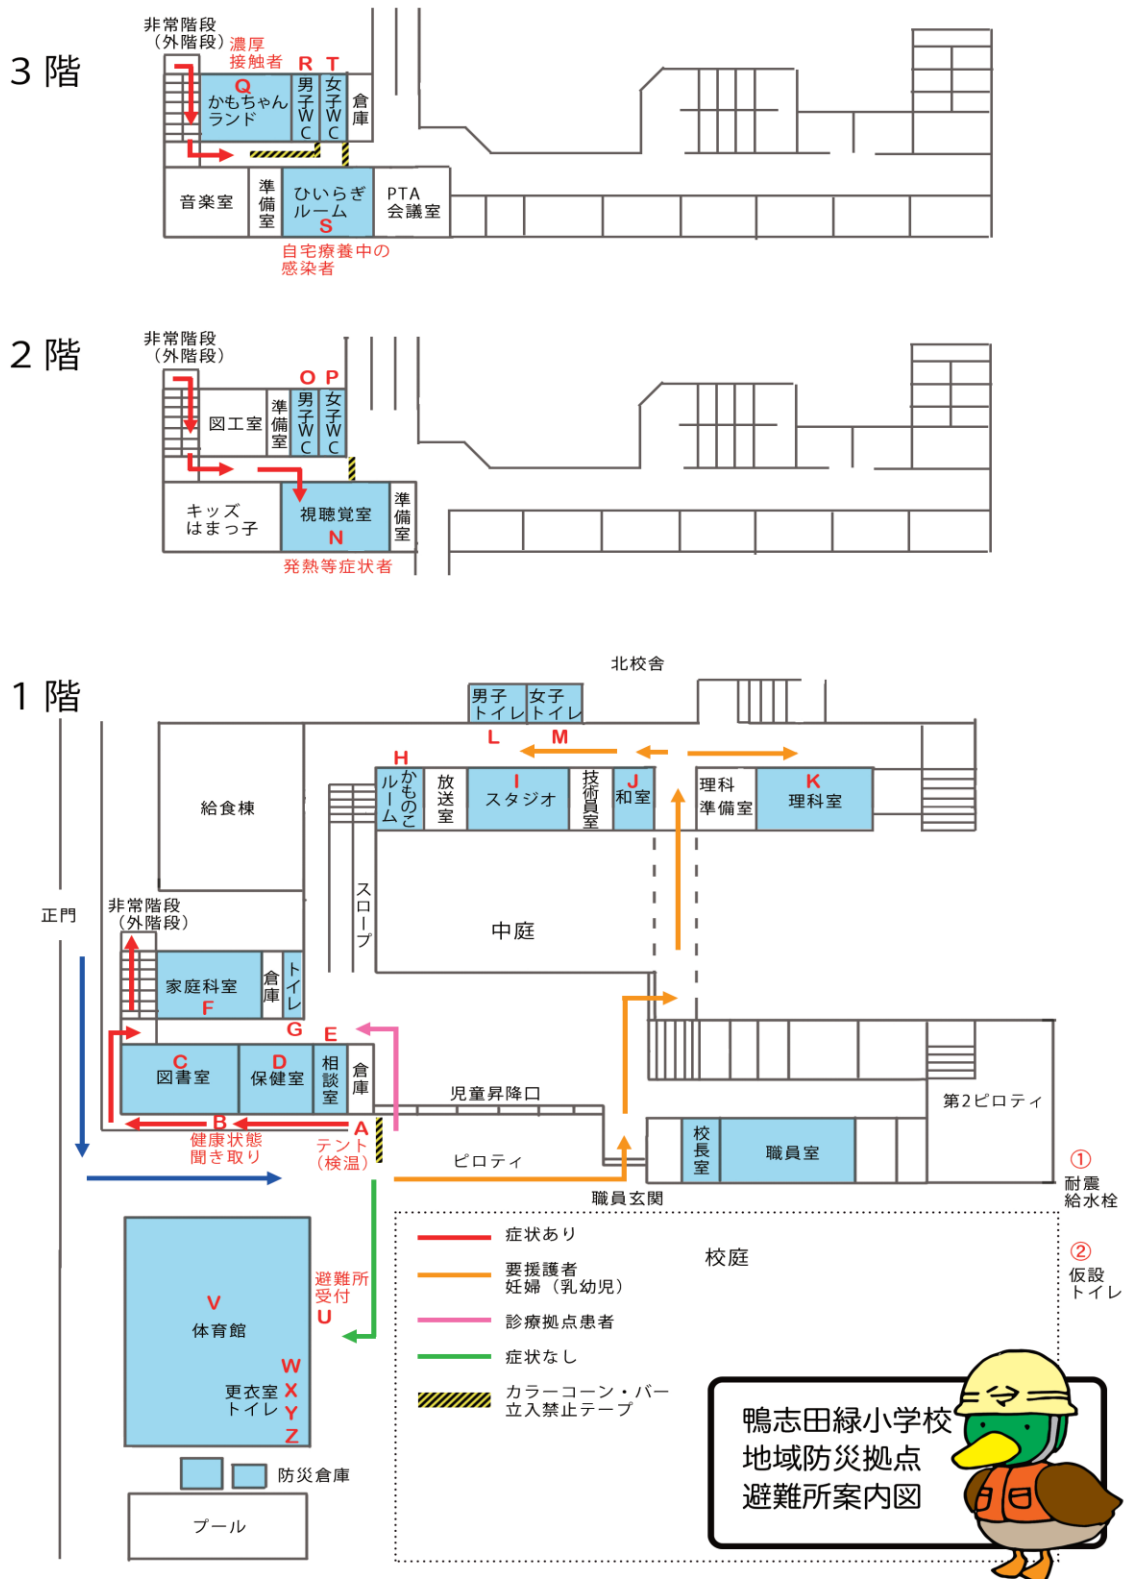 3階
非常階段
（外階段）
濃厚
接触者
R
T
Q
かもちゃん
ランド
男子WC
女子WC
倉庫
音楽室
準備室
ひいらぎ
ルーム
S
PTA
会議室
自宅療養中の
感染者
2階
非常階段
（外階段）
O
P
図工室
準備室
男子WC
女子WC
キッズ
はまっ子
視聴覚室
N
準備室
発熱等症状者
1階
北校舎
男子
トイレ
女子
トイレ
L
M
H
かものこ
ルーム
放送室
I
スタジオ
技術員室
J
和室
理科
準備室
K
理科室
給食棟
スロープ
中庭
正門
非常階段
（外階段）
家庭科室
F
倉庫
トイレ
G
E
C
図書室
D
保健室
相談室
倉庫
児童昇降口
第2ピロティ
B
健康状態
聞き取り
A
テント
（検温）
ピロティ
校長室
職員室
職員玄関
①
耐震
給水栓
②
仮設
トイレ
校庭
症状あり
要援護者
妊婦（乳幼児）
診療拠点患者
症状なし
カラーコーン・バー
立入禁止テープ
避難所
受付
U
V
体育館
W
更衣室
トイレ
X
Y
Z
防災倉庫
プール
鴨志田緑小学校
地域防災拠点
避難所案内図